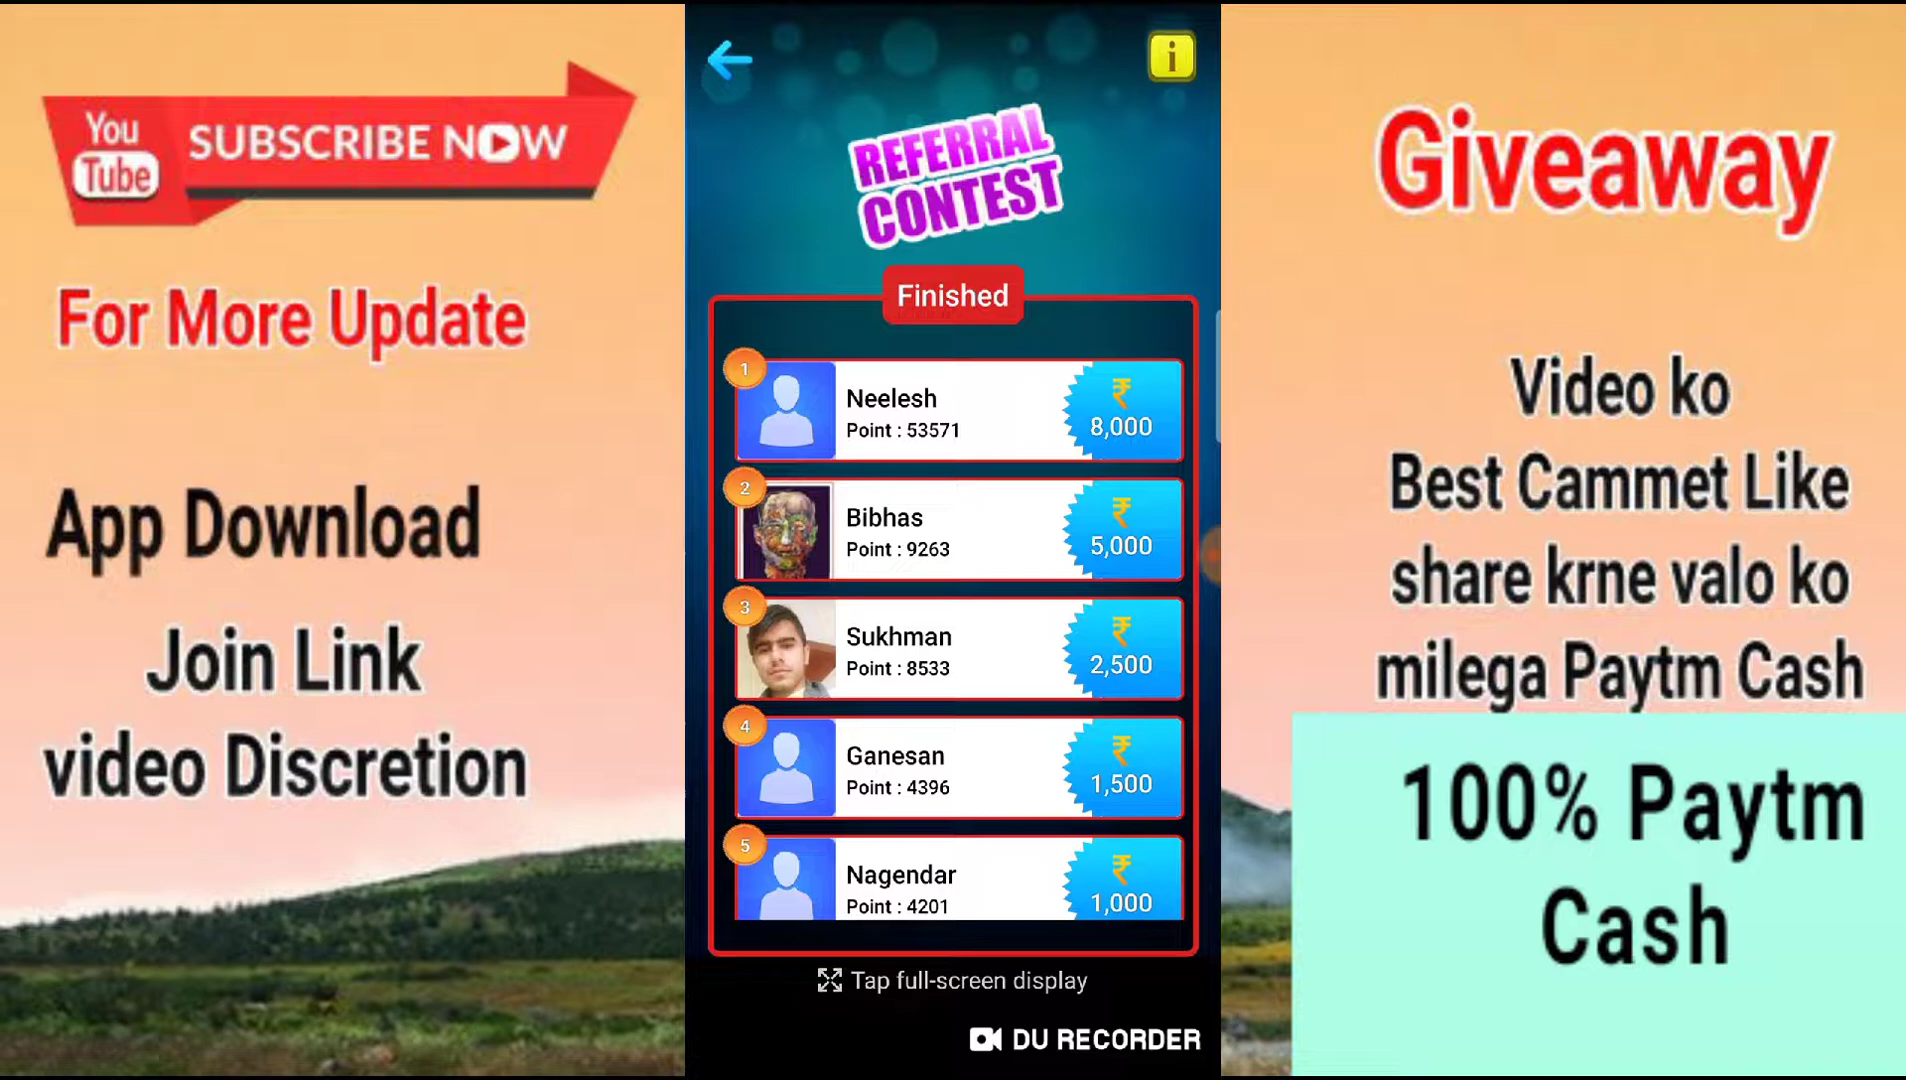 You
Tube
SUBSCRIBE NOW
For More Update
App Download
Join Link
video Discretion
i
REFERRAL
CONTEST
Finished
1
Neelesh
Point : 53571
₹
8,000
2
Bibhas
Point : 9263
₹
5,000
3
Sukhman
Point : 8533
₹
2,500
4
Ganesan
Point : 4396
₹
1,500
5
Nagendar
Point : 4201
₹
1,000
Tap full-screen display
DU RECORDER
Giveaway
Video ko
Best Cammet Like
share krne valo ko
milega Paytm Cash
100% Paytm
Cash